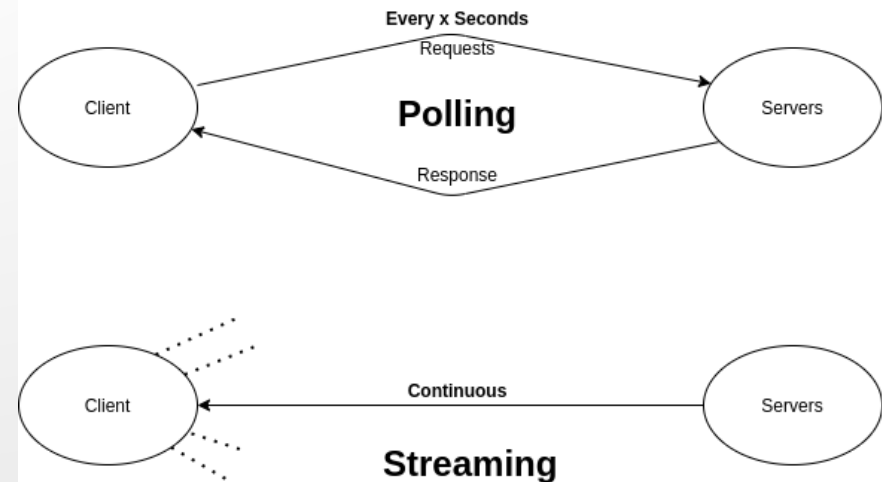 Every x Seconds
Requests
Client
Polling
Servers
Response
Client
Continuous
Servers
Streaming